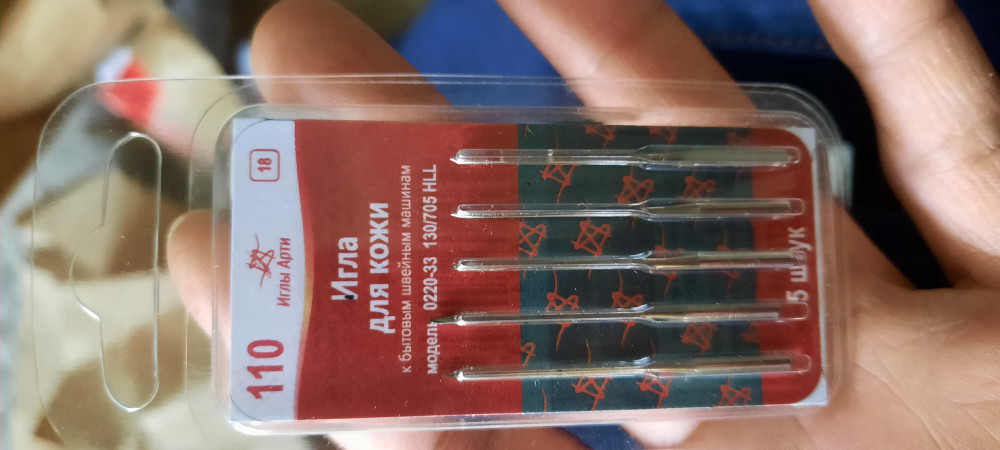 110
Иглы Арти
18
Игла
для кожи
к бытовым швейным машинам
модель 0220-33 130/705 HLL
5 штук